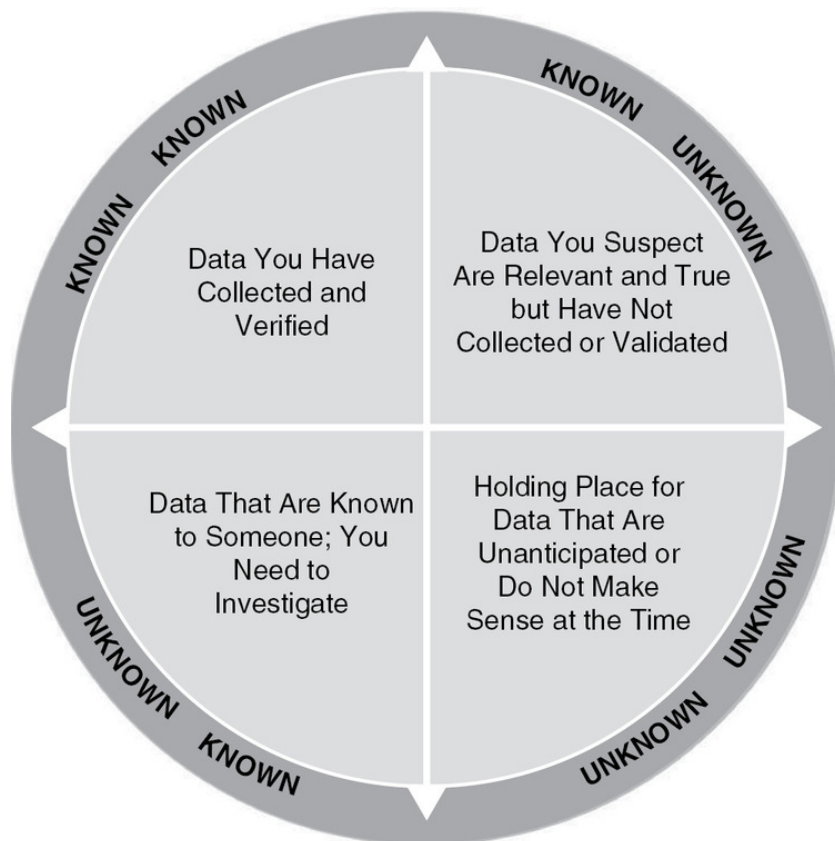 KNOWN KNOWN
Data You Have
Collected and
Verified
KNOWN UNKNOWN
Data You Suspect
Are Relevant and True
but Have Not
Collected or Validated
UNKNOWN KNOWN
Data That Are Known
to Someone; You
Need to
Investigate
UNKNOWN UNKNOWN
Holding Place for
Data That Are
Unanticipated or
Do Not Make
Sense at the Time